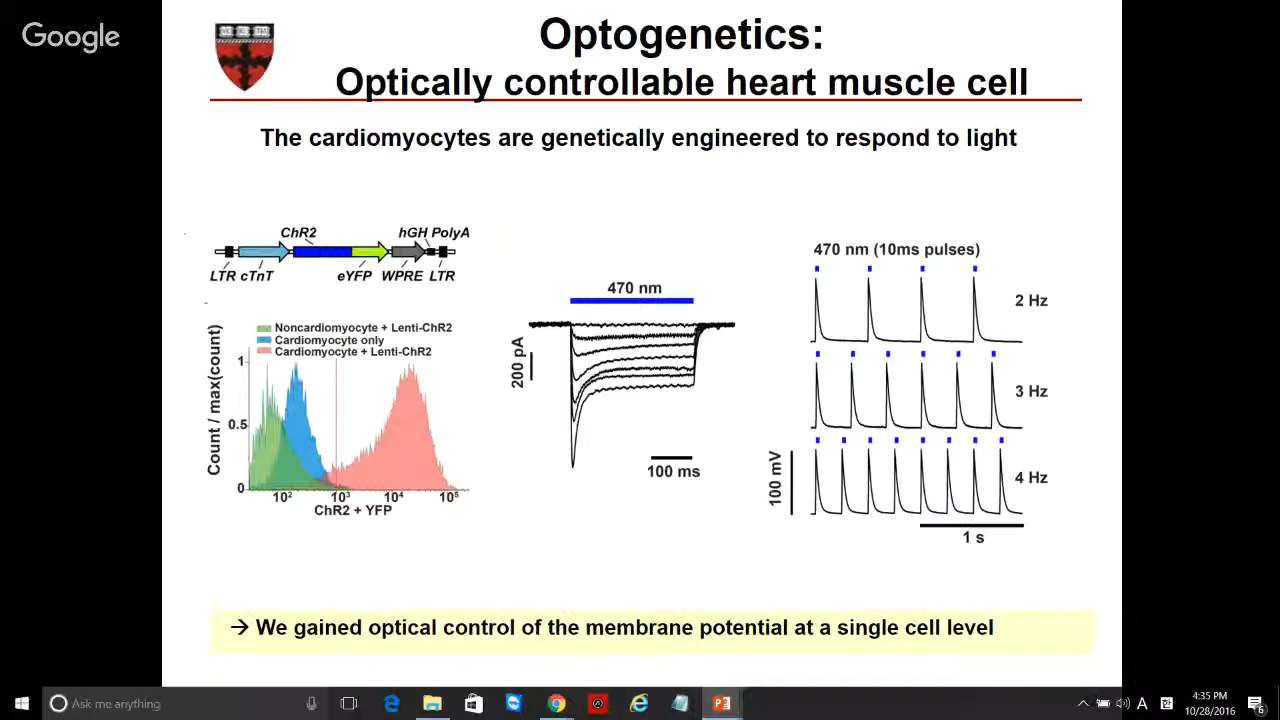 Google
Optogenetics:
Optically controllable heart muscle cell
The cardiomyocytes are genetically engineered to respond to light
ChR2 hGH PolyA
LTR cTnT eYFP WPRE LTR
Noncardiomyocyte + Lenti-ChR2
Cardiomyocyte only
Cardiomyocyte + Lenti-ChR2
Count / max(count)
1
0.5
0
10² 10³ 10⁴ 10⁵
ChR2 + YFP
470 nm
200 pA
100 ms
470 nm (10ms pulses)
2 Hz
3 Hz
4 Hz
100 mV
1 s
→ We gained optical control of the membrane potential at a single cell level
Ask me anything
A
4:35 PM
10/28/2016
6